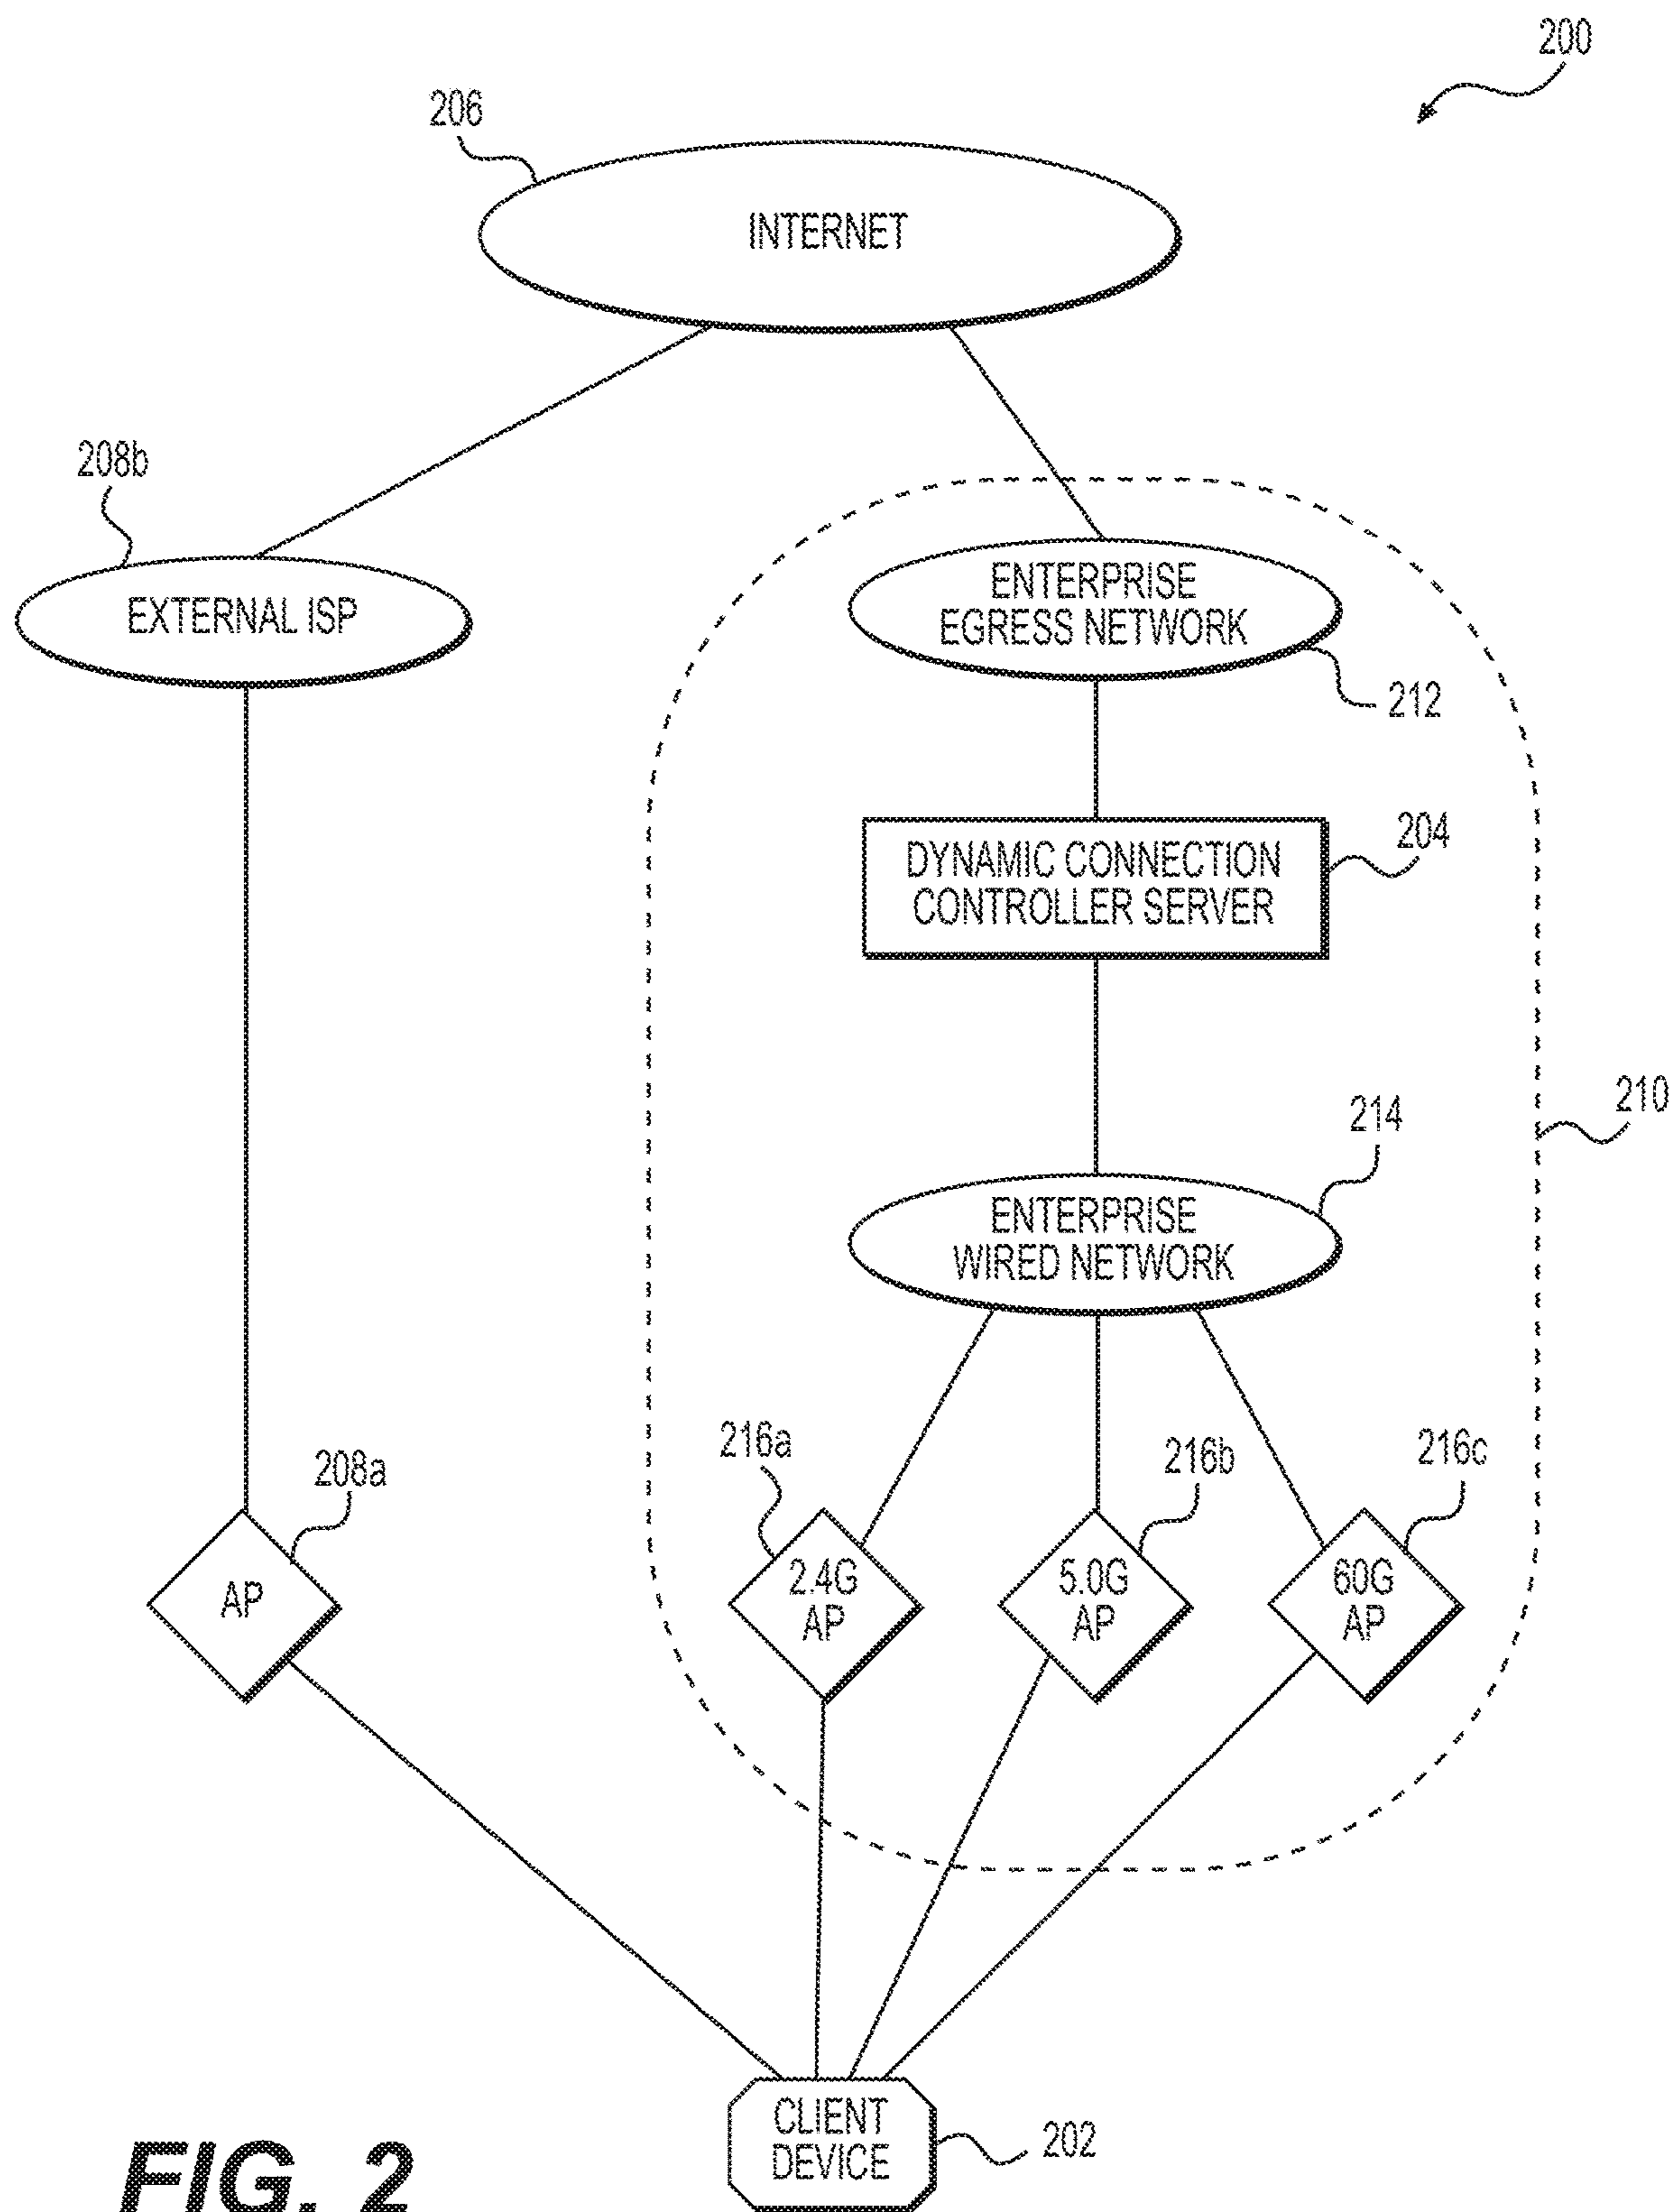 200
206
INTERNET
208b
EXTERNAL ISP
ENTERPRISE
EGRESS NETWORK
212
DYNAMIC CONNECTION
CONTROLLER SERVER
204
210
214
ENTERPRISE
WIRED NETWORK
208a
216a
216b
216c
AP
2.4G
AP
5.0G
AP
60G
AP
CLIENT
DEVICE
202
FIG. 2